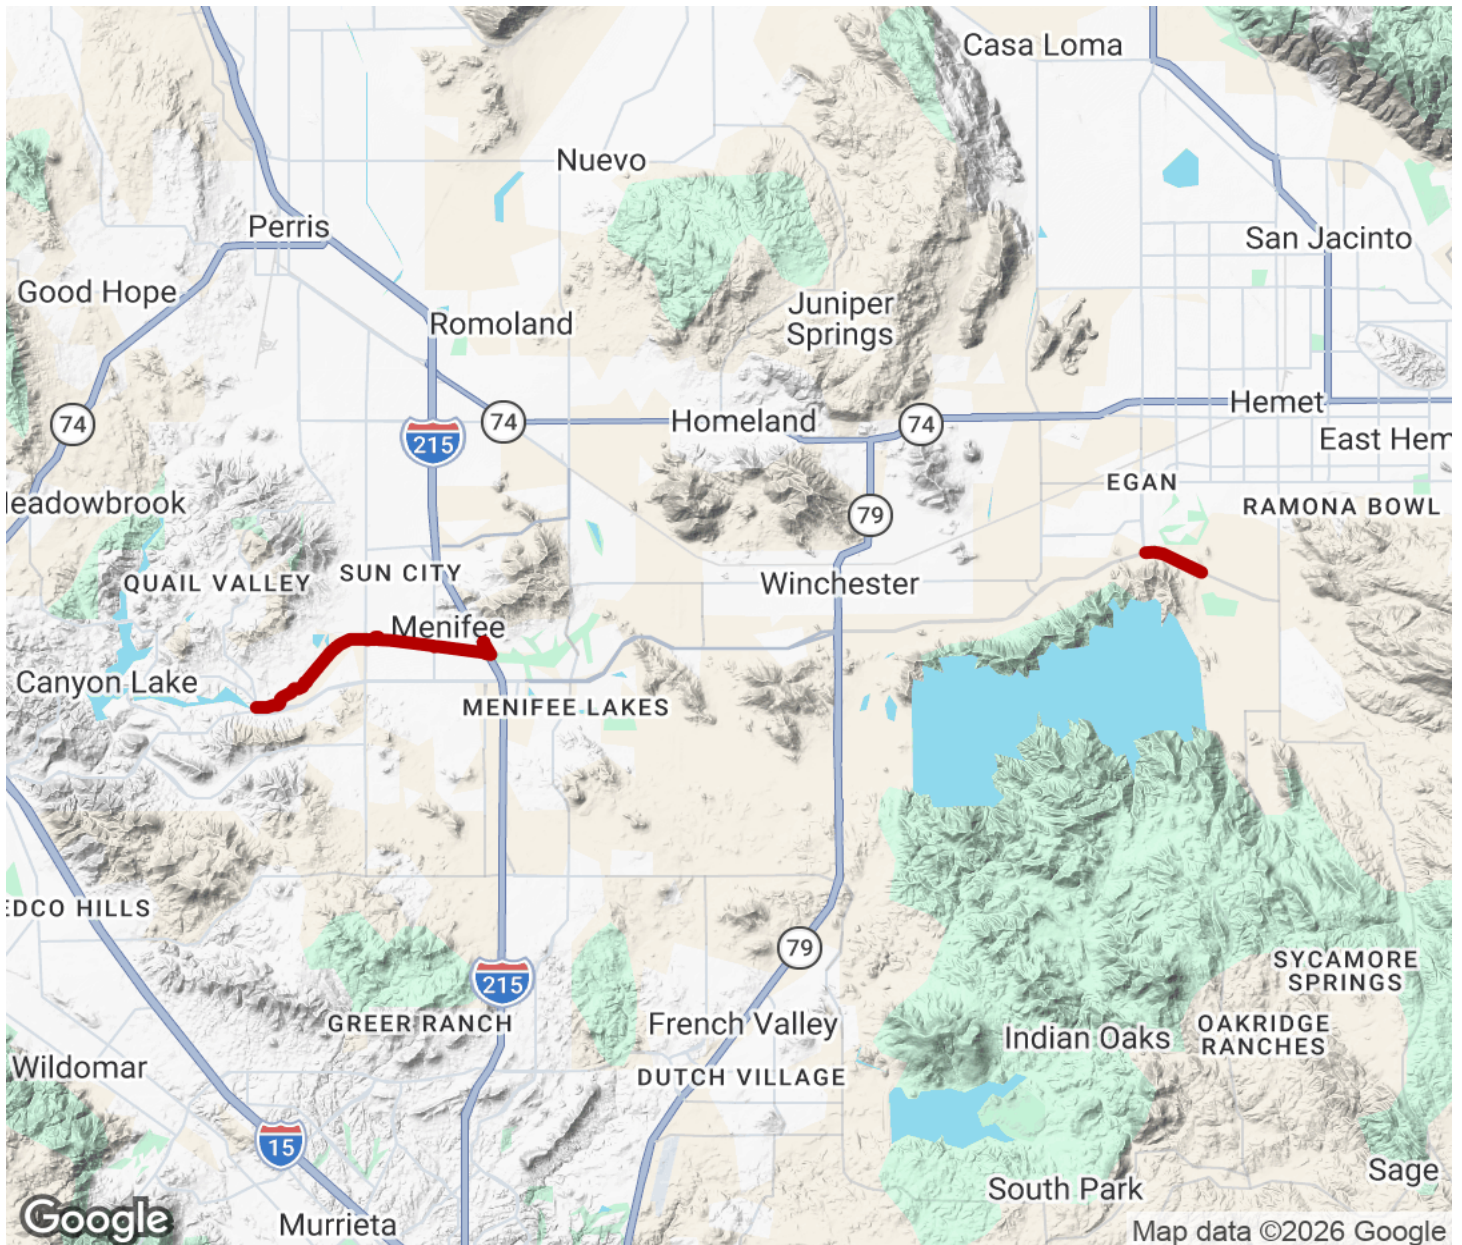 Casa Loma
Nuevo
Perris
San Jacinto
Good Hope
Juniper
Springs
Romoland
Hemet
74
74
Homeland
74
215
East Hem
EGAN
eadowbrook
RAMONA BOWL
79
QUAIL VALLEY
SUN CITY
Winchester
Menifee
Canyon Lake
MENIFEE LAKES
EDCO HILLS
79
SYCAMORE
SPRINGS
215
GREER RANCH
French Valley
Indian Oaks
OAKRIDGE
RANCHES
Wildomar
DUTCH VILLAGE
15
Sage
South Park
Google
Murrieta
Map data ©2026 Google